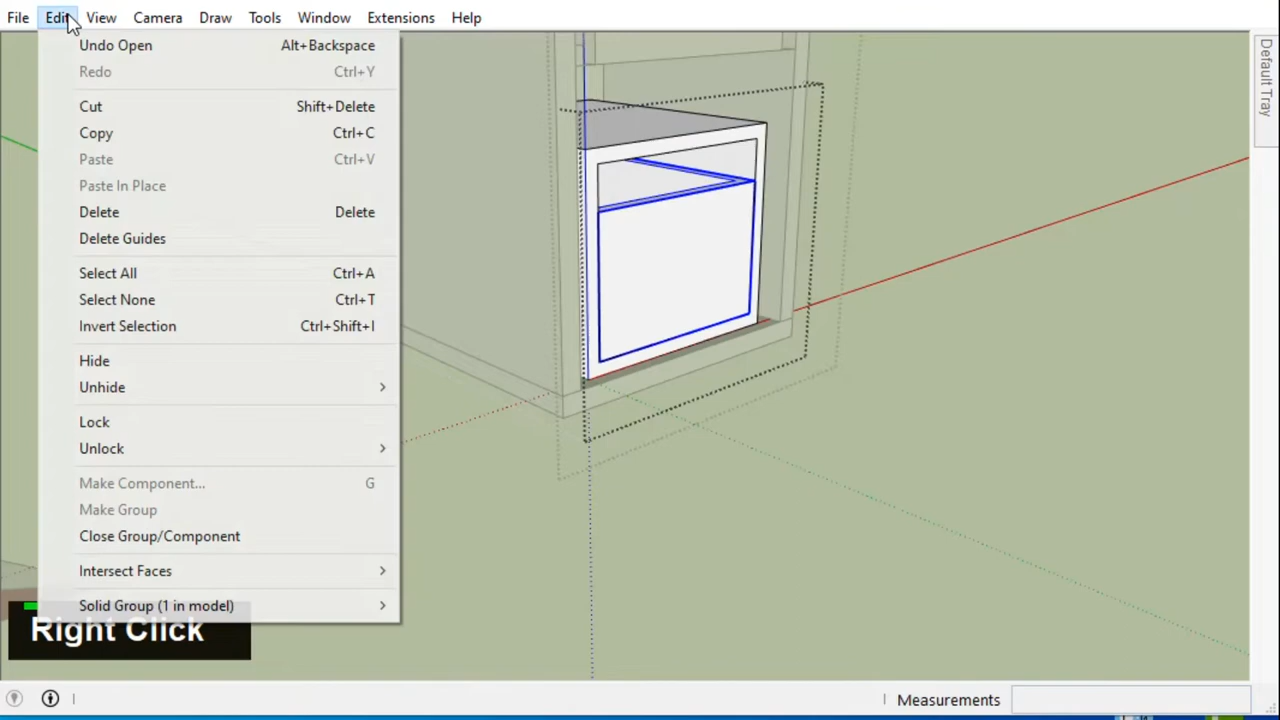 File Edit View Camera Draw Tools Window Extensions Help
Undo Open Alt+Backspace
Redo Ctrl+Y
Cut Shift+Delete
Copy Ctrl+C
Paste Ctrl+V
Paste In Place
Delete Delete
Delete Guides
Select All Ctrl+A
Select None Ctrl+T
Invert Selection Ctrl+Shift+I
Hide
Unhide
Lock
Unlock
Make Component... G
Make Group
Close Group/Component
Intersect Faces
Solid Group (1 in model)
Right Click
Default Tray
Measurements